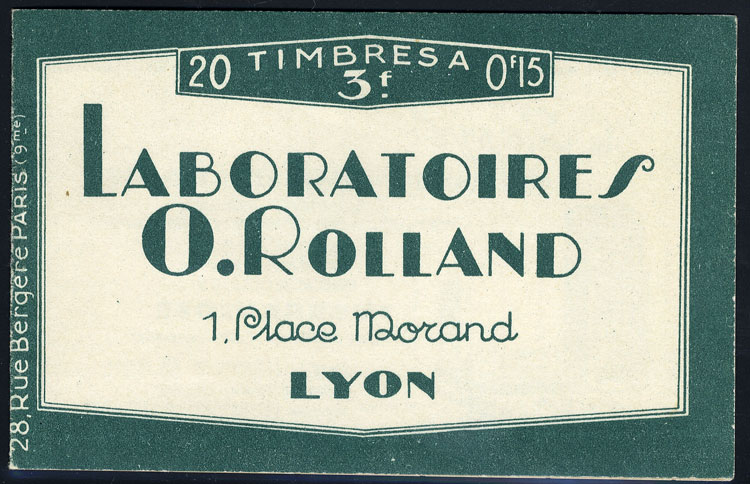 20 TIMBRES A 0f15
3f.
LABORATOIRES
O. ROLLAND
1, Place Morand
LYON
28, Rue Bergère PARIS (9me)